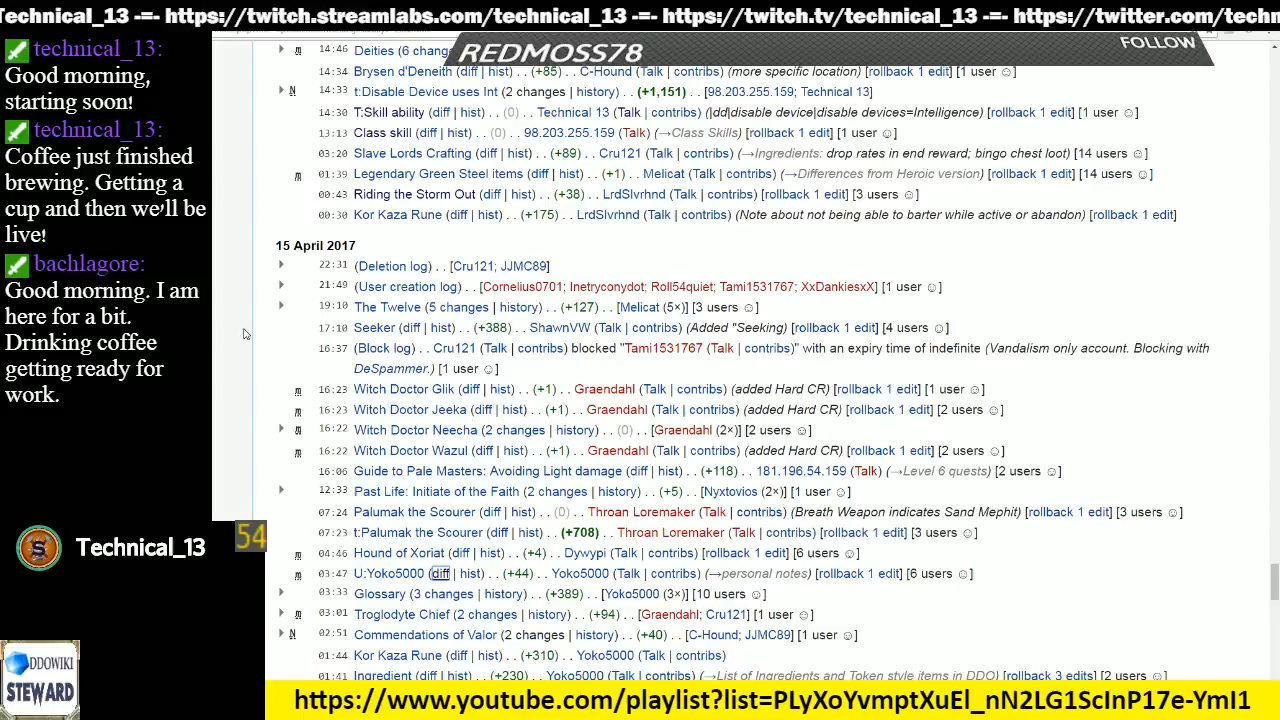 Technical_13 -=- https://twitch.streamlabs.com/technical_13 -=- https://twitch.tv/technical_13 -=- https://twitter.com/techn
technical_13:
Good morning,
starting soon!
technical_13:
Coffee just finished
brewing. Getting a
cup and then we'll be
live!
bachlagore:
Good morning. I am
here for a bit.
Drinking coffee
getting ready for
work.
Technical_13
54
DDOWIKI
STEWARD
REDMOSS78
FOLLOW
m 14:46 Deities (6 chang
14:34 Brysen d'Deneith (diff | hist) . . (+85) . . C-Hound (Talk | contribs) (more specific location) [rollback 1 edit] [1 user ☺]
N 14:33 t:Disable Device uses Int (2 changes | history) . . (+1,151) . . [98.203.255.159; Technical 13]
14:30 T:Skill ability (diff | hist) . . (0) . . Technical 13 (Talk | contribs) (|dd|disable device|disable devices=Intelligence) [rollback 1 edit] [1 user ☺]
13:13 Class skill (diff | hist) . . (0) . . 98.203.255.159 (Talk) (→Class Skills) [rollback 1 edit] [1 user ☺]
03:20 Slave Lords Crafting (diff | hist) . . (+89) . . Cru121 (Talk | contribs) (→Ingredients: drop rates in end reward; bingo chest loot) [14 users ☺]
m 01:39 Legendary Green Steel items (diff | hist) . . (+1) . . Melicat (Talk | contribs) (→Differences from Heroic version) [rollback 1 edit] [14 users ☺]
00:43 Riding the Storm Out (diff | hist) . . (+38) . . LrdSlvrhnd (Talk | contribs) [rollback 1 edit] [3 users ☺]
00:30 Kor Kaza Rune (diff | hist) . . (+175) . . LrdSlvrhnd (Talk | contribs) (Note about not being able to barter while active or abandon) [rollback 1 edit]
15 April 2017
22:31 (Deletion log) . . [Cru121; JJMC89]
21:49 (User creation log) . . [Cornelius0701; Inetryconydot; Roll54quiet; Tami1531767; XxDankiesxX] [1 user ☺]
19:10 The Twelve (5 changes | history) . . (+127) . . [Melicat (5×)] [3 users ☺]
17:10 Seeker (diff | hist) . . (+388) . . ShawnVW (Talk | contribs) (Added "Seeking) [rollback 1 edit] [4 users ☺]
16:37 (Block log) . . Cru121 (Talk | contribs) blocked "Tami1531767 (Talk | contribs)" with an expiry time of indefinite (Vandalism only account. Blocking with
DeSpammer.) [1 user ☺]
m 16:23 Witch Doctor Glik (diff | hist) . . (+1) . . Graendahl (Talk | contribs) (added Hard CR) [rollback 1 edit] [1 user ☺]
m 16:23 Witch Doctor Jeeka (diff | hist) . . (+1) . . Graendahl (Talk | contribs) (added Hard CR) [rollback 1 edit] [2 users ☺]
m 16:22 Witch Doctor Neecha (2 changes | history) . . (0) . . [Graendahl (2×)] [2 users ☺]
m 16:22 Witch Doctor Wazul (diff | hist) . . (+1) . . Graendahl (Talk | contribs) (added Hard CR) [rollback 1 edit] [2 users ☺]
16:06 Guide to Pale Masters: Avoiding Light damage (diff | hist) . . (+118) . . 181.196.54.159 (Talk) (→Level 6 quests) [2 users ☺]
12:33 Past Life: Initiate of the Faith (2 changes | history) . . (+5) . . [Nyxtovios (2×)] [1 user ☺]
07:24 Palumak the Scourer (diff | hist) . . (0) . . Throan Loremaker (Talk | contribs) (Breath Weapon indicates Sand Mephit) [rollback 1 edit] [3 users ☺]
07:23 t:Palumak the Scourer (diff | hist) . . (+708) . . Throan Loremaker (Talk | contribs) [rollback 1 edit] [3 users ☺]
m 04:46 Hound of Xoriat (diff | hist) . . (+4) . . Dywypi (Talk | contribs) [rollback 1 edit] [6 users ☺]
m 03:47 U:Yoko5000 (diff | hist) . . (+44) . . Yoko5000 (Talk | contribs) (→personal notes) [rollback 1 edit] [6 users ☺]
03:33 Glossary (3 changes | history) . . (+389) . . [Yoko5000 (3×)] [10 users ☺]
m 03:01 Troglodyte Chief (2 changes | history) . . (+94) . . [Graendahl; Cru121] [1 user ☺]
N 02:51 Commendations of Valor (2 changes | history) . . (+40) . . [C-Hound; JJMC89] [1 user ☺]
01:44 Kor Kaza Rune (diff | hist) . . (+310) . . Yoko5000 (Talk | contribs)
01:41 Ingredient (diff | hist) . . (+230) . . Yoko5000 (Talk | contribs) (→List of Ingredients and Token style items in DDO) [rollback 3 edits] [2 users ☺]
https://www.youtube.com/playlist?list=PLyXoYvmptXuEl_nN2LG1ScInP17e-YmI1